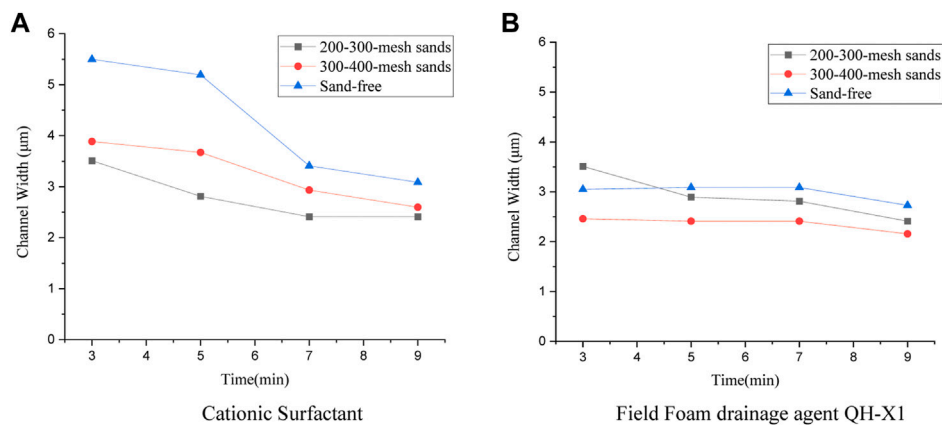 A
6
5
4
3
2
1
0
Channel Width (μm)
200-300-mesh sands
300-400-mesh sands
Sand-free
3 4 5 6 7 8 9
Time(min)
Cationic Surfactant
B
6
5
4
3
2
1
0
Channel Width (μm)
200-300-mesh sands
300-400-mesh sands
Sand-free
3 4 5 6 7 8 9
Time(min)
Field Foam drainage agent QH-X1